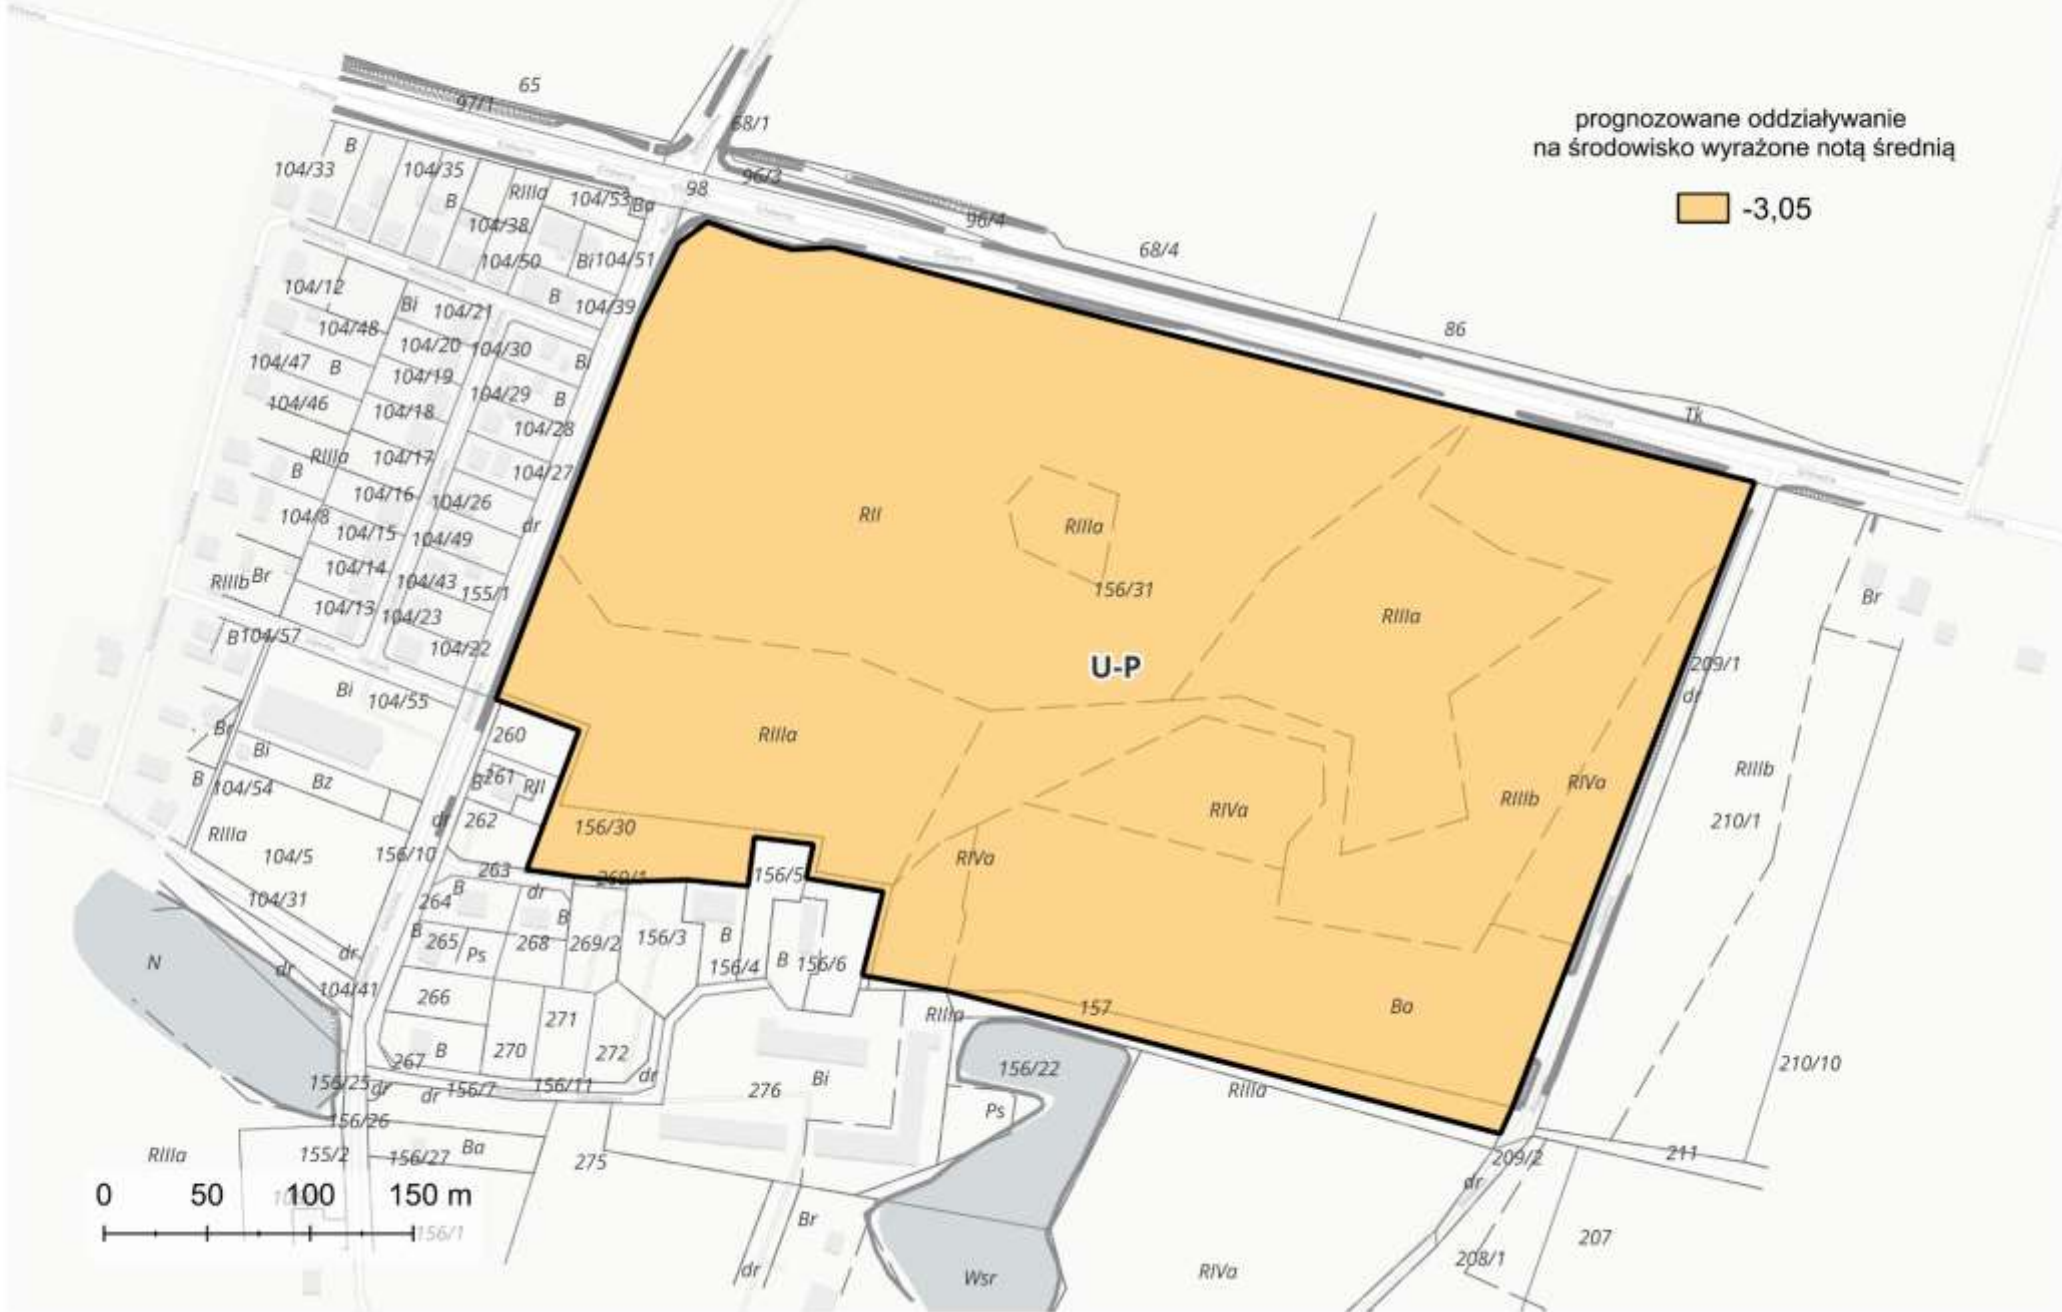 65
97/1
68/1
prognozowane oddziaływanie
na środowisko wyrażone notą średnią
-3,05
B
104/33
104/35
RIIIa
104/53
Ba
98
96/3
96/4
68/4
B
104/38
104/50
Bi
104/51
B
104/39
104/12
Bi
104/21
86
104/48
104/20
104/30
Bi
104/47
B
104/19
104/29
B
104/46
104/18
104/28
Tk
RIIIa
104/17
104/27
B
104/16
104/26
104/8
104/15
104/49
dr
RII
RIIIa
104/14
104/43
155/1
156/31
RIIIb
Br
104/13
104/23
RIIIa
Br
B
104/57
104/22
U-P
209/1
dr
Bi
104/55
Br
Bi
260
RIIIa
B
104/54
Bz
B
261
RII
RIIIb
RIVa
RIIIb
RIVa
262
156/30
210/1
dr
RIIIa
104/5
156/10
263
269/1
156/5
RIVa
104/31
264
B
dr
B
B
265
Ps
268
269/2
156/3
B
156/4
B
156/6
N
dr
dr
104/41
266
271
RIIIa
157
Ba
267
B
270
272
156/22
210/10
156/25
dr
dr
156/7
156/11
dr
276
Bi
RIIIa
156/26
Ps
RIIIa
155/2
156/27
Ba
275
209/2
211
dr
0 50 100 150 m
156/1
Br
dr
Wsr
RIVa
208/1
207